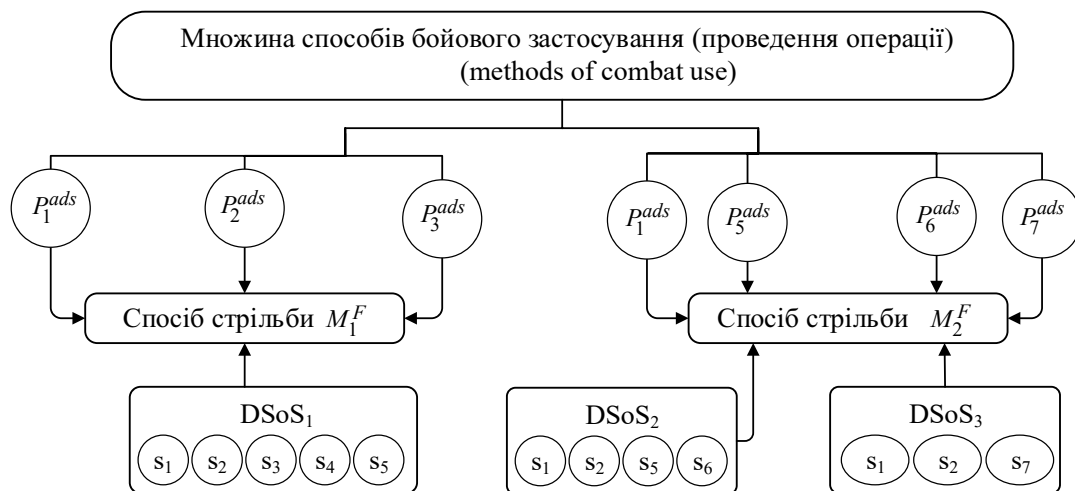 Множина способів бойового застосування (проведення операції)
(methods of combat use)
P₁ᵃᵈˢ P₂ᵃᵈˢ P₃ᵃᵈˢ P₁ᵃᵈˢ P₅ᵃᵈˢ P₆ᵃᵈˢ P₇ᵃᵈˢ
Спосіб стрільби M₁ᶠ
Спосіб стрільби M₂ᶠ
DSoS₁
s₁ s₂ s₃ s₄ s₅
DSoS₂
s₁ s₂ s₅ s₆
DSoS₃
s₁ s₂ s₇